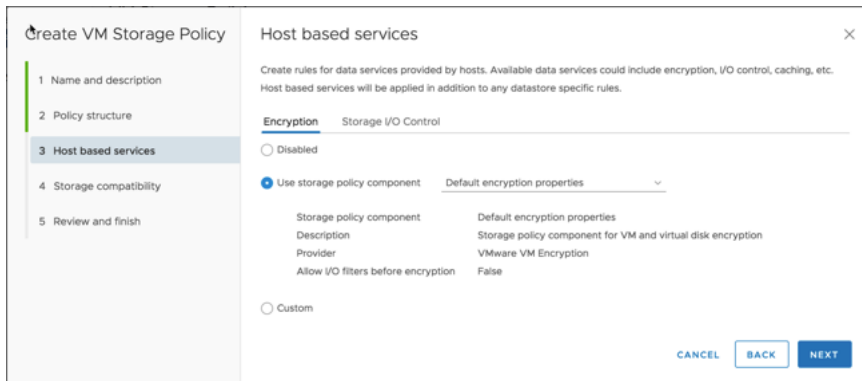 Create VM Storage Policy
1 Name and description
2 Policy structure
3 Host based services
4 Storage compatibility
5 Review and finish
Host based services
Create rules for data services provided by hosts. Available data services could include encryption, I/O control, caching, etc.
Host based services will be applied in addition to any datastore specific rules.
Encryption Storage I/O Control
Disabled
Use storage policy component Default encryption properties
Storage policy component Default encryption properties
Description Storage policy component for VM and virtual disk encryption
Provider VMware VM Encryption
Allow I/O filters before encryption False
Custom
CANCEL BACK NEXT